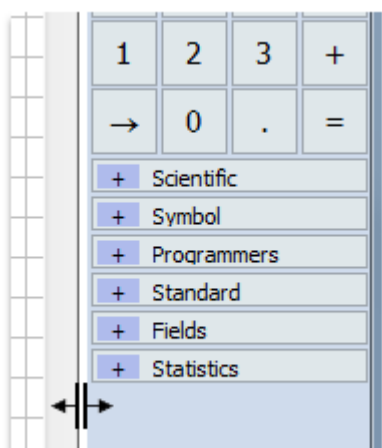 1 2 3 +
→ 0 . =
+ Scientific
+ Symbol
+ Programmers
+ Standard
+ Fields
+ Statistics